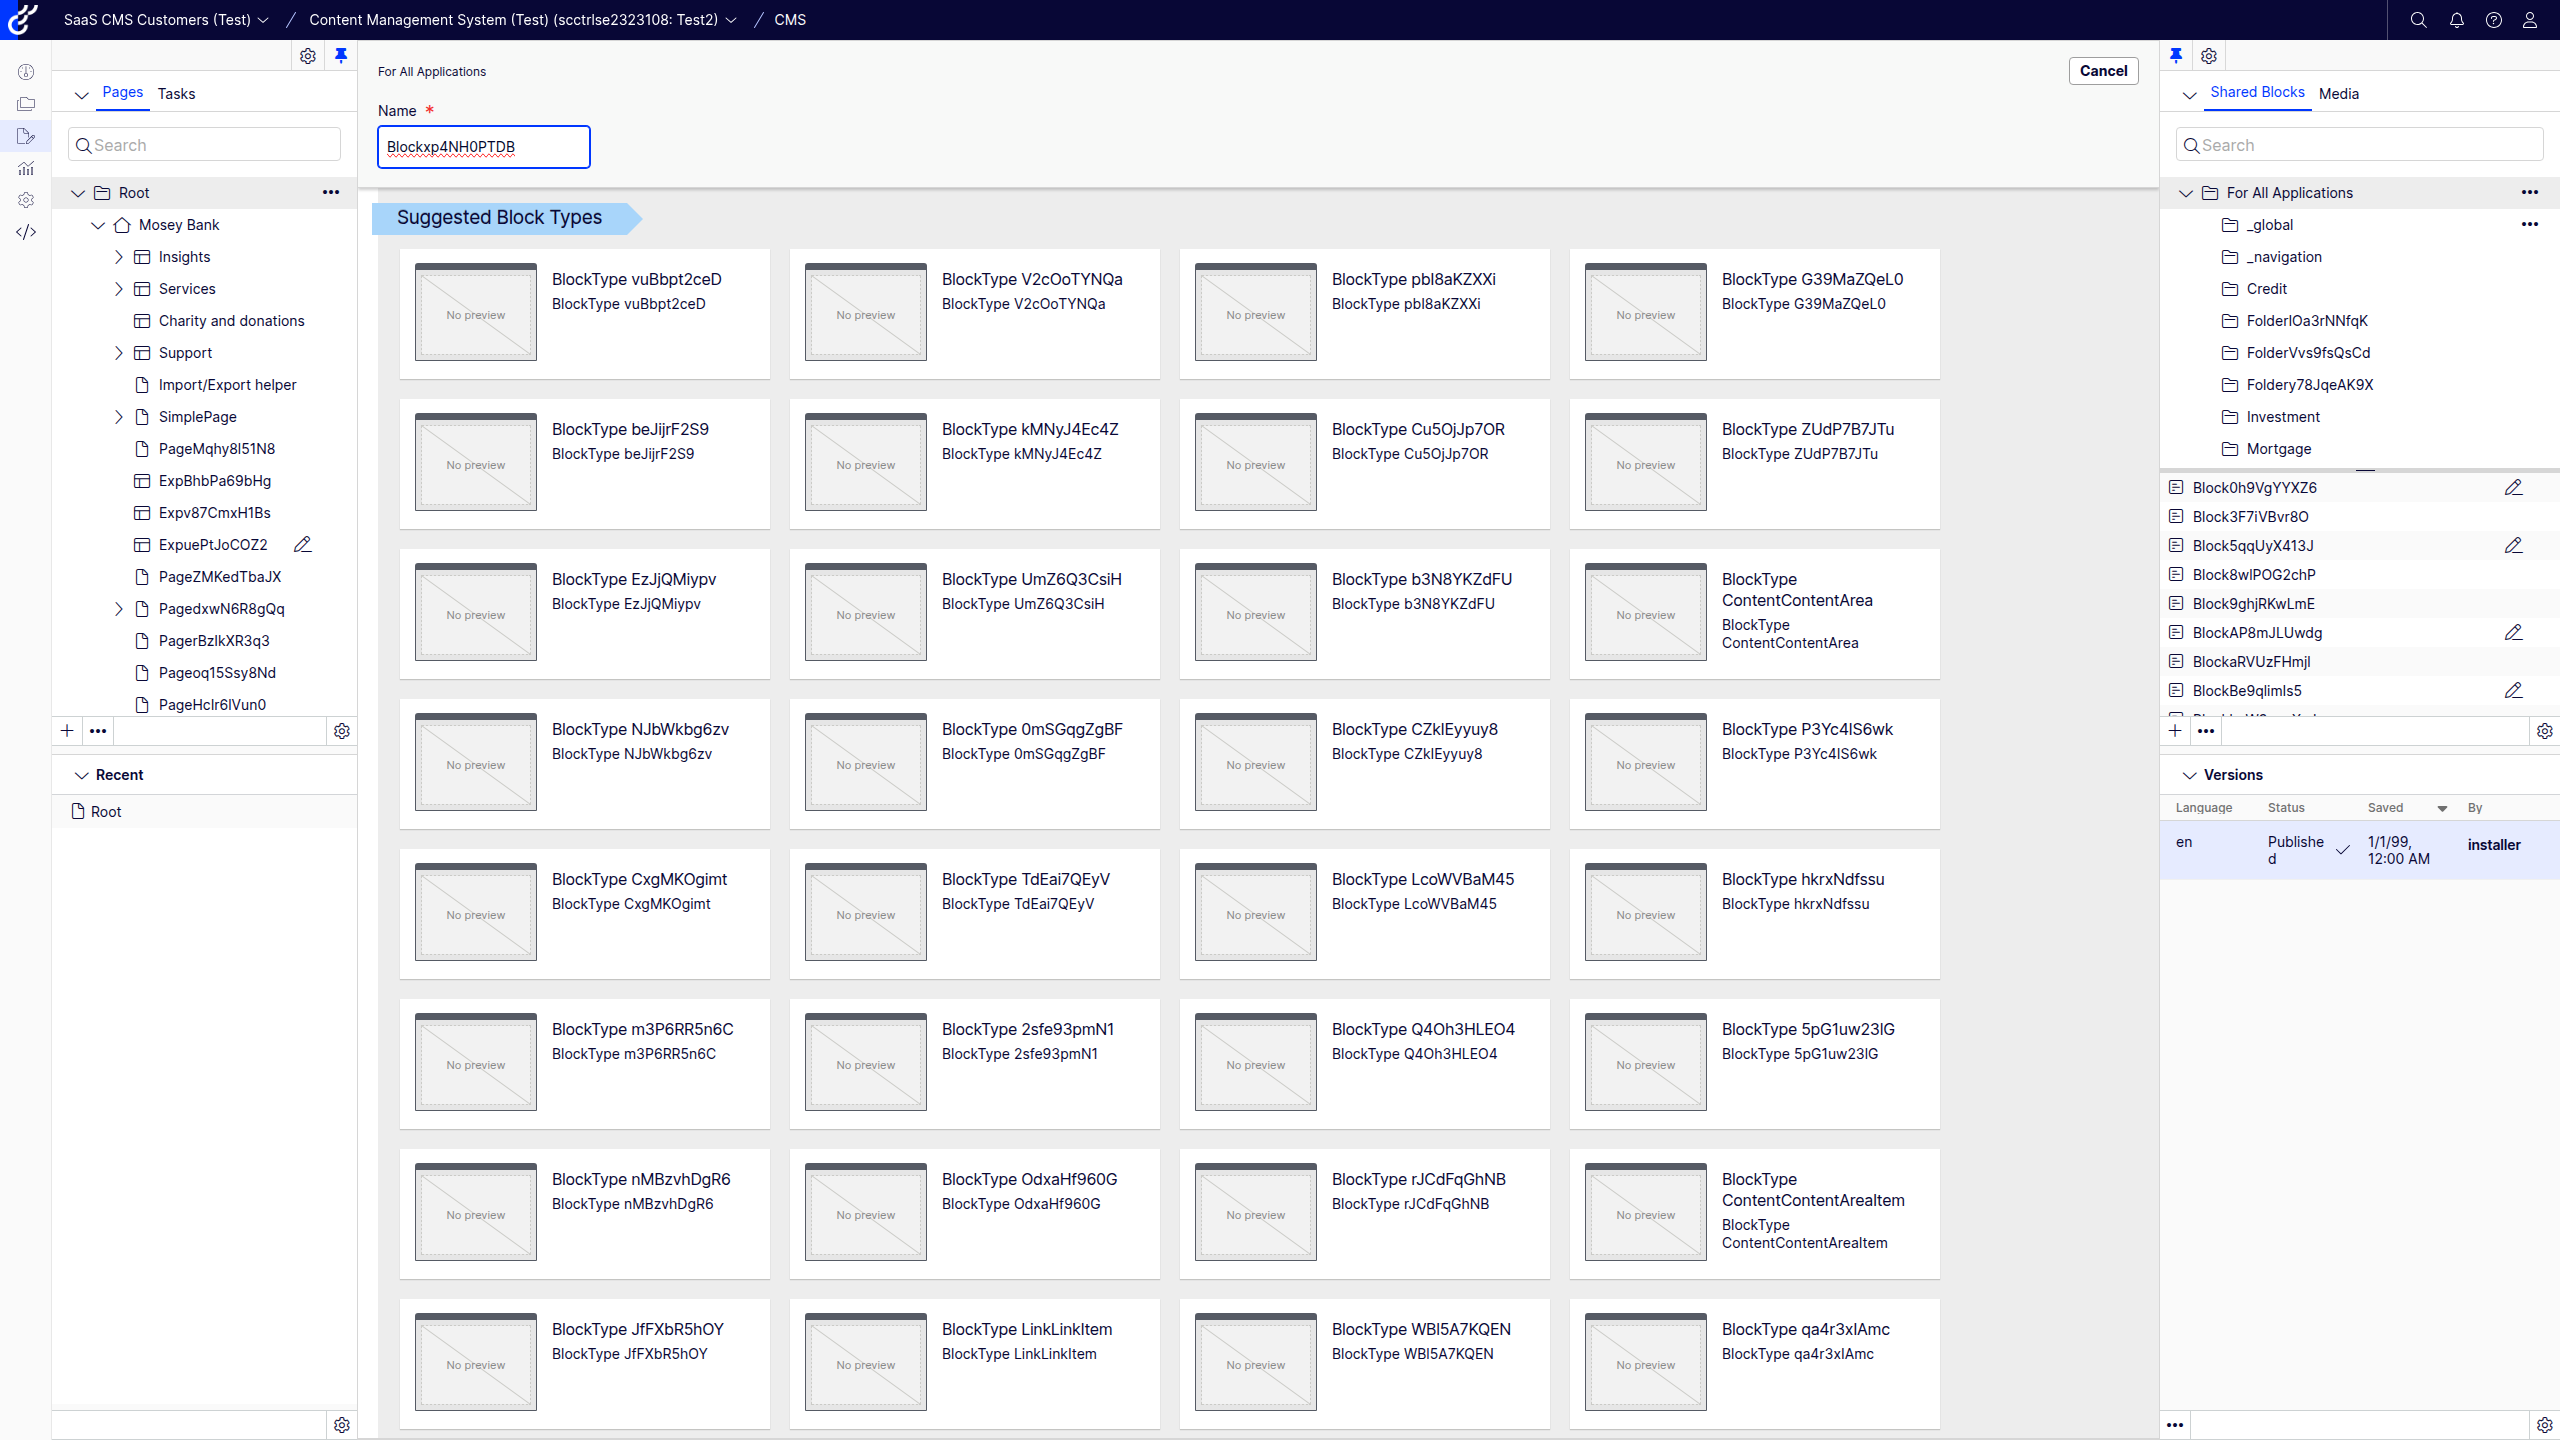 SaaS CMS Customers (Test)
Content Management System (Test) (scctrlse2323108: Test2)
CMS
Pages
Tasks
Search
Root
Mosey Bank
Insights
Services
Charity and donations
Support
Import/Export helper
SimplePage
PageMqhy8I51N8
ExpBhbPa69bHg
Expv87CmxH1Bs
ExpuePtJoCOZ2
PageZMKedTbaJX
PagedxwN6R8gQq
PagerBzIkXR3q3
Pageoq15Ssy8Nd
PageHcIr6lVun0
Recent
Root
For All Applications
Cancel
Name *
Blockxp4NH0PTDB
Suggested Block Types
No preview
BlockType vuBbpt2ceD
BlockType vuBbpt2ceD
No preview
BlockType V2cOoTYNQa
BlockType V2cOoTYNQa
No preview
BlockType pbI8aKZXXi
BlockType pbI8aKZXXi
No preview
BlockType G39MaZQeL0
BlockType G39MaZQeL0
No preview
BlockType beJijrF2S9
BlockType beJijrF2S9
No preview
BlockType kMNyJ4Ec4Z
BlockType kMNyJ4Ec4Z
No preview
BlockType Cu5OjJp7OR
BlockType Cu5OjJp7OR
No preview
BlockType ZUdP7B7JTu
BlockType ZUdP7B7JTu
No preview
BlockType EzJjQMiypv
BlockType EzJjQMiypv
No preview
BlockType UmZ6Q3CsiH
BlockType UmZ6Q3CsiH
No preview
BlockType b3N8YKZdFU
BlockType b3N8YKZdFU
No preview
BlockType
ContentContentArea
BlockType
ContentContentArea
No preview
BlockType NJbWkbg6zv
BlockType NJbWkbg6zv
No preview
BlockType 0mSGqgZgBF
BlockType 0mSGqgZgBF
No preview
BlockType CZkIEyyuy8
BlockType CZkIEyyuy8
No preview
BlockType P3Yc4IS6wk
BlockType P3Yc4IS6wk
No preview
BlockType CxgMKOgimt
BlockType CxgMKOgimt
No preview
BlockType TdEai7QEyV
BlockType TdEai7QEyV
No preview
BlockType LcoWVBaM45
BlockType LcoWVBaM45
No preview
BlockType hkrxNdfssu
BlockType hkrxNdfssu
No preview
BlockType m3P6RR5n6C
BlockType m3P6RR5n6C
No preview
BlockType 2sfe93pmN1
BlockType 2sfe93pmN1
No preview
BlockType Q4Oh3HLEO4
BlockType Q4Oh3HLEO4
No preview
BlockType 5pG1uw23IG
BlockType 5pG1uw23IG
No preview
BlockType nMBzvhDgR6
BlockType nMBzvhDgR6
No preview
BlockType OdxaHf960G
BlockType OdxaHf960G
No preview
BlockType rJCdFqGhNB
BlockType rJCdFqGhNB
No preview
BlockType
ContentContentAreaItem
BlockType
ContentContentAreaItem
No preview
BlockType JfFXbR5hOY
BlockType JfFXbR5hOY
No preview
BlockType LinkLinkItem
BlockType LinkLinkItem
No preview
BlockType WBI5A7KQEN
BlockType WBI5A7KQEN
No preview
BlockType qa4r3xIAmc
BlockType qa4r3xIAmc
Shared Blocks
Media
Search
For All Applications
_global
_navigation
Credit
FolderIOa3rNNfqK
FolderVvs9fsQsCd
Foldery78JqeAK9X
Investment
Mortgage
Block0h9VgYYXZ6
Block3F7iVBvr8O
Block5qqUyX413J
Block8wIPOG2chP
Block9ghjRKwLmE
BlockAP8mJLUwdg
BlockaRVUzFHmjI
BlockBe9qlimIs5
Versions
Language Status Saved By
en
Publishe
d
1/1/99,
12:00 AM
installer